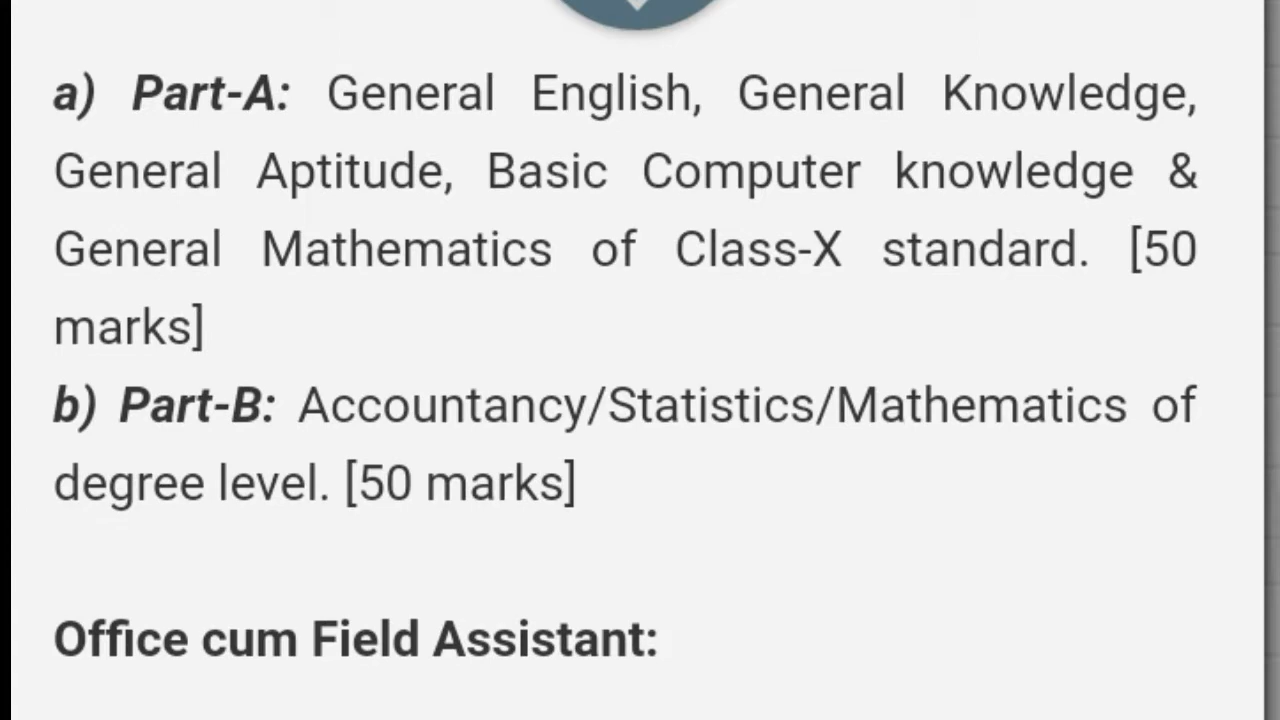 a) Part-A: General English, General Knowledge,
General Aptitude, Basic Computer knowledge &
General Mathematics of Class-X standard. [50
marks]
b) Part-B: Accountancy/Statistics/Mathematics of
degree level. [50 marks]
Office cum Field Assistant: